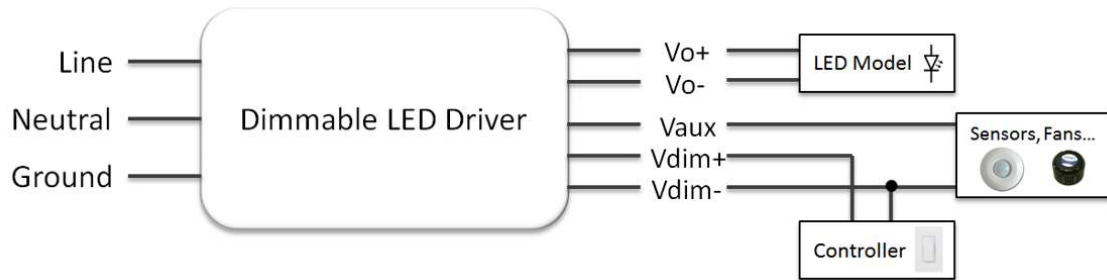 Line
Neutral
Ground
Dimmable LED Driver
Vo+
Vo-
Vaux
Vdim+
Vdim-
LED Model
Sensors, Fans...
Controller